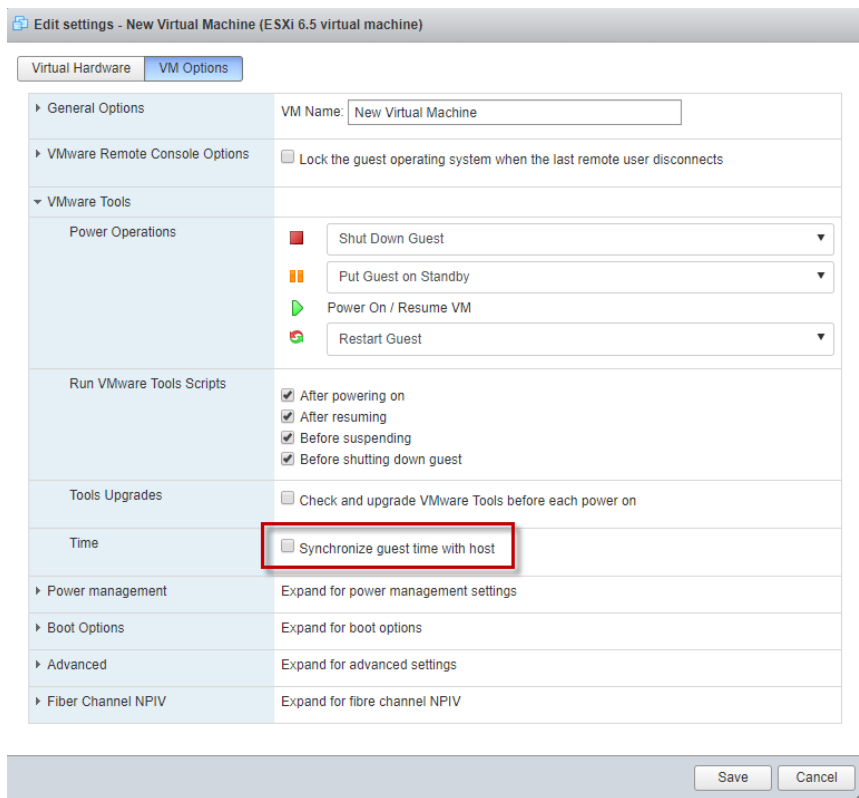 Edit settings - New Virtual Machine (ESXi 6.5 virtual machine)
Virtual Hardware VM Options
General Options VM Name: New Virtual Machine
VMware Remote Console Options Lock the guest operating system when the last remote user disconnects
VMware Tools
Power Operations Shut Down Guest
Put Guest on Standby
Power On / Resume VM
Restart Guest
Run VMware Tools Scripts
After powering on
After resuming
Before suspending
Before shutting down guest
Tools Upgrades Check and upgrade VMware Tools before each power on
Time Synchronize guest time with host
Power management Expand for power management settings
Boot Options Expand for boot options
Advanced Expand for advanced settings
Fiber Channel NPIV Expand for fibre channel NPIV
Save Cancel